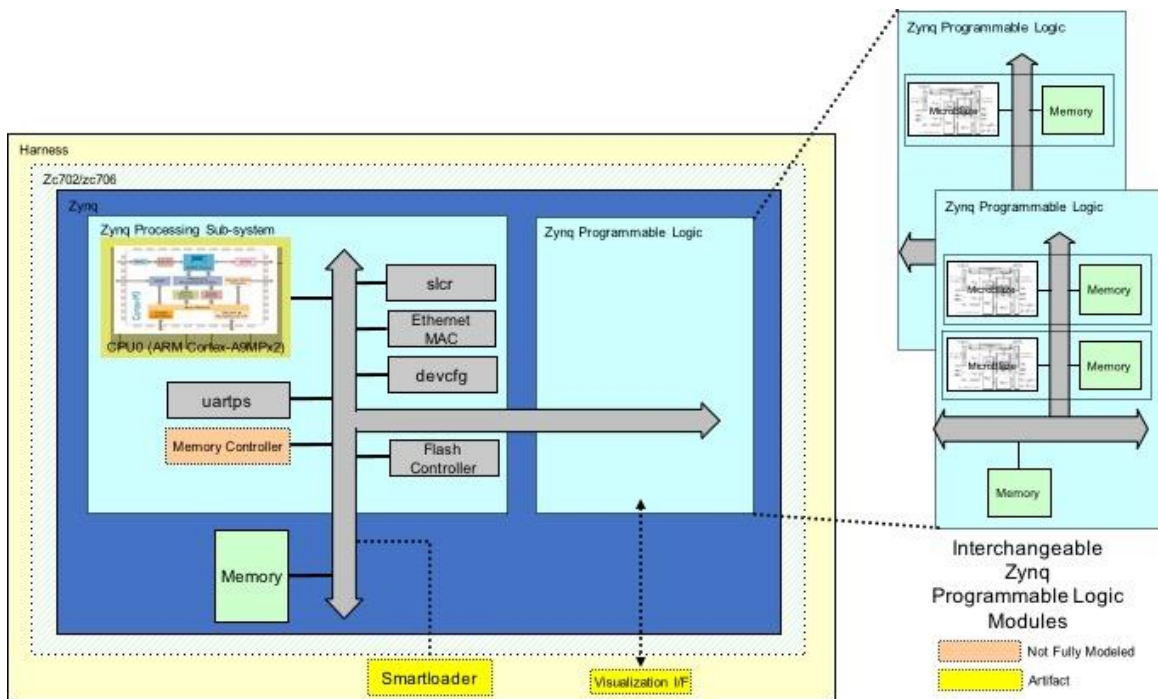 Harness
Zc702/zc706
Zynq
Zynq Processing Sub-system
CPU0 (ARM Cortex-A9MPx2)
slcr
Ethernet
MAC
devcfg
uartps
Memory Controller
Flash
Controller
Memory
Smartloader
Zynq Programmable Logic
Visualization I/F
Zynq Programmable Logic
MicroBlaze
Memory
Zynq Programmable Logic
MicroBlaze
Memory
MicroBlaze
Memory
Memory
Interchangeable
Zynq
Programmable Logic
Modules
Not Fully Modeled
Artifact